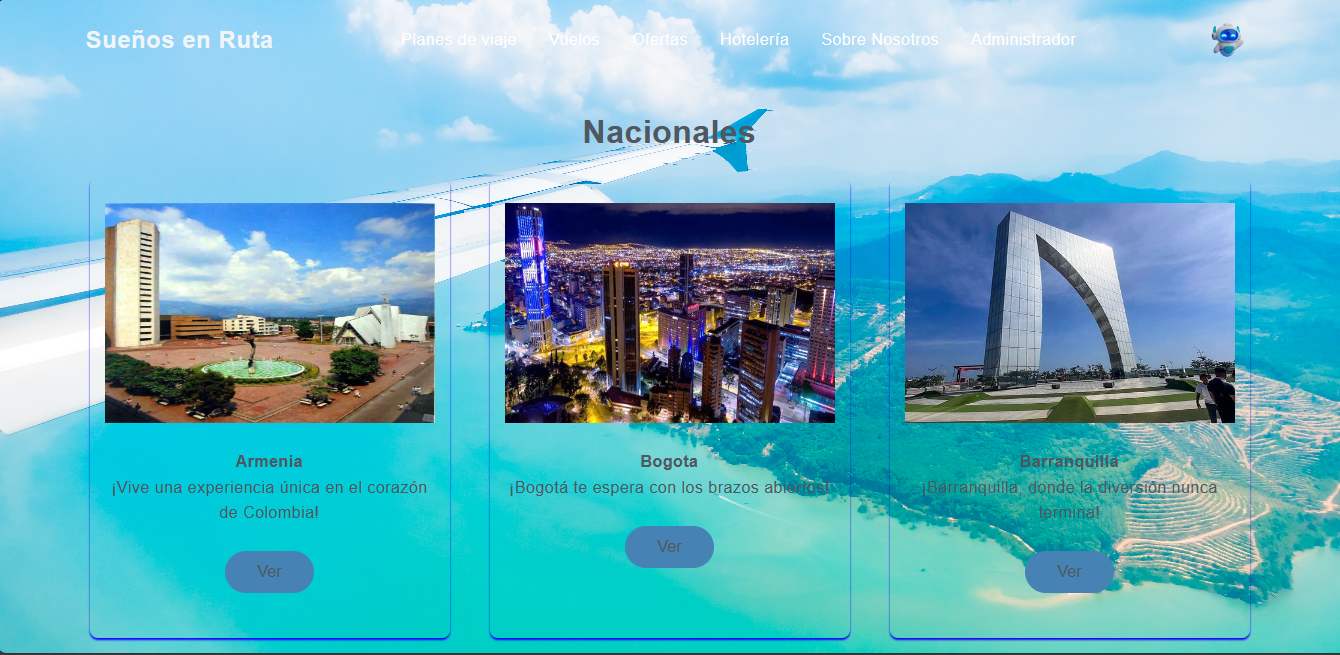 Sueños en Ruta
Planes de viaje Vuelos Ofertas Hotelería Sobre Nosotros Administrador
Nacionales
Armenia
¡Vive una experiencia única en el corazón
de Colombia!
Ver
Bogota
¡Bogotá te espera con los brazos abiertos!
Ver
Barranquilla
¡Barranquilla, donde la diversión nunca
termina!
Ver